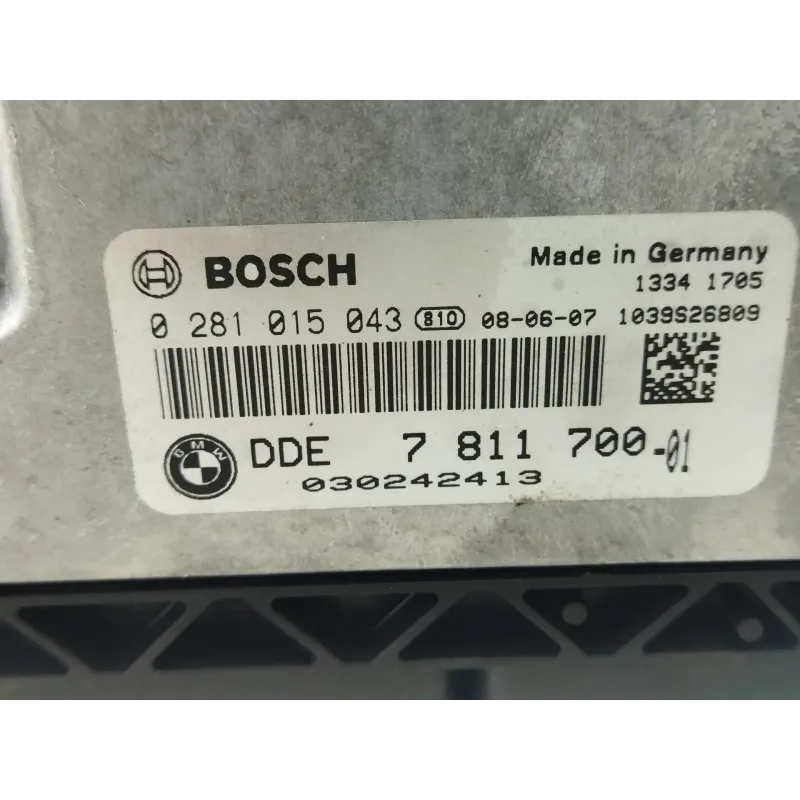 BOSCH Made in Germany
1334 1705
0 281 015 043 810 08-06-07 1039S26809
BMW DDE 7 811 700-01
030242413